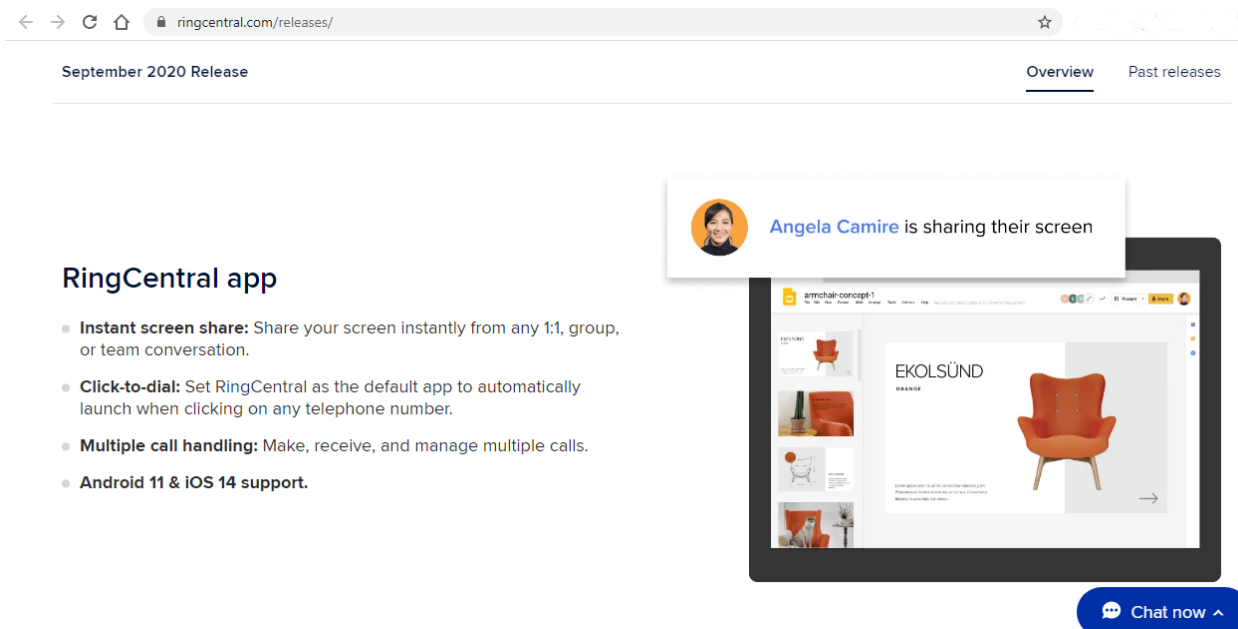 ringcentral.com/releases/
September 2020 Release
Overview
Past releases
Angela Camire is sharing their screen
RingCentral app
Instant screen share: Share your screen instantly from any 1:1, group,
or team conversation.
Click-to-dial: Set RingCentral as the default app to automatically
launch when clicking on any telephone number.
Multiple call handling: Make, receive, and manage multiple calls.
Android 11 & iOS 14 support.
armchair-concept-1
EKOLSÜND
ORANGE
Chat now